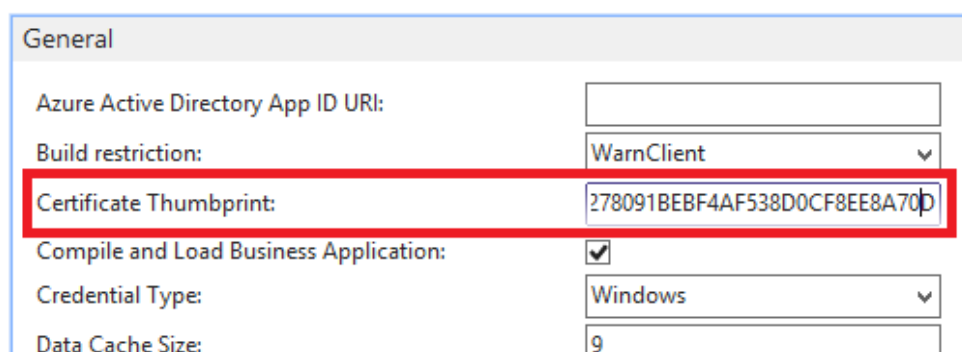 General
Azure Active Directory App ID URI:
Build restriction: WarnClient
Certificate Thumbprint: 278091BEBF4AF538D0CF8EE8A70D
Compile and Load Business Application:
Credential Type: Windows
Data Cache Size: 9